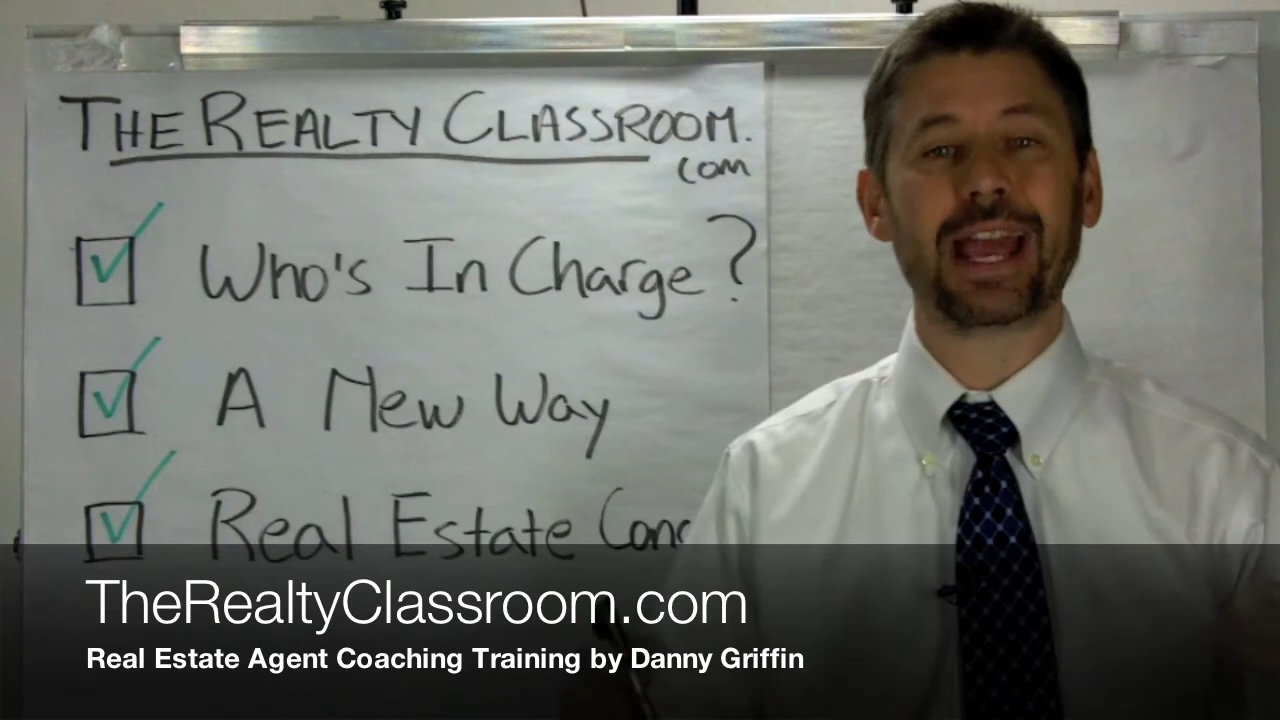 THE REALTY CLASSROOM.
com
Who's In Charge?
A New Way
Real Estate
TheRealtyClassroom.com
Real Estate Agent Coaching Training by Danny Griffin